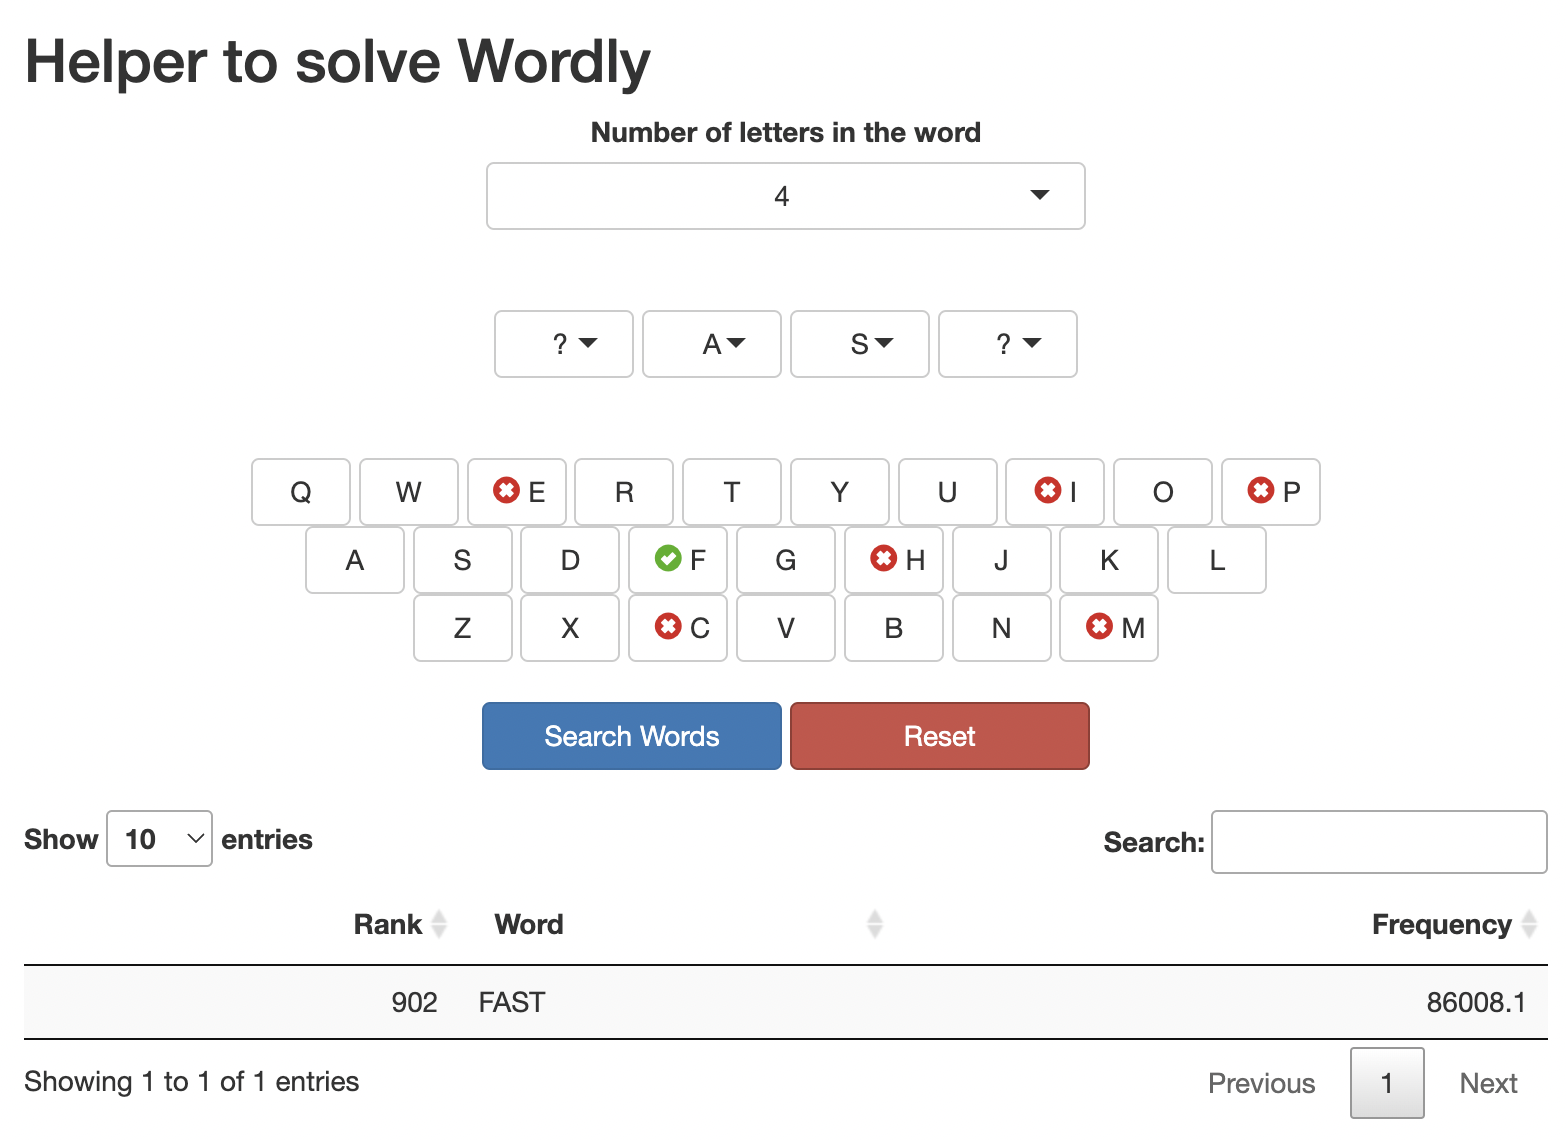 Helper to solve Wordly
Number of letters in the word
4
? A S ?
Q W E R T Y U I O P
A S D F G H J K L
Z X C V B N M
Search Words Reset
Show 10 entries Search:
Rank Word Frequency
902 FAST 86008.1
Showing 1 to 1 of 1 entries Previous 1 Next